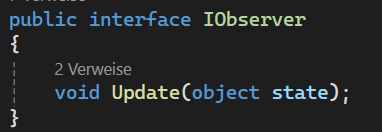 public interface IObserver
{
2 Verweise
void Update(object state);
}